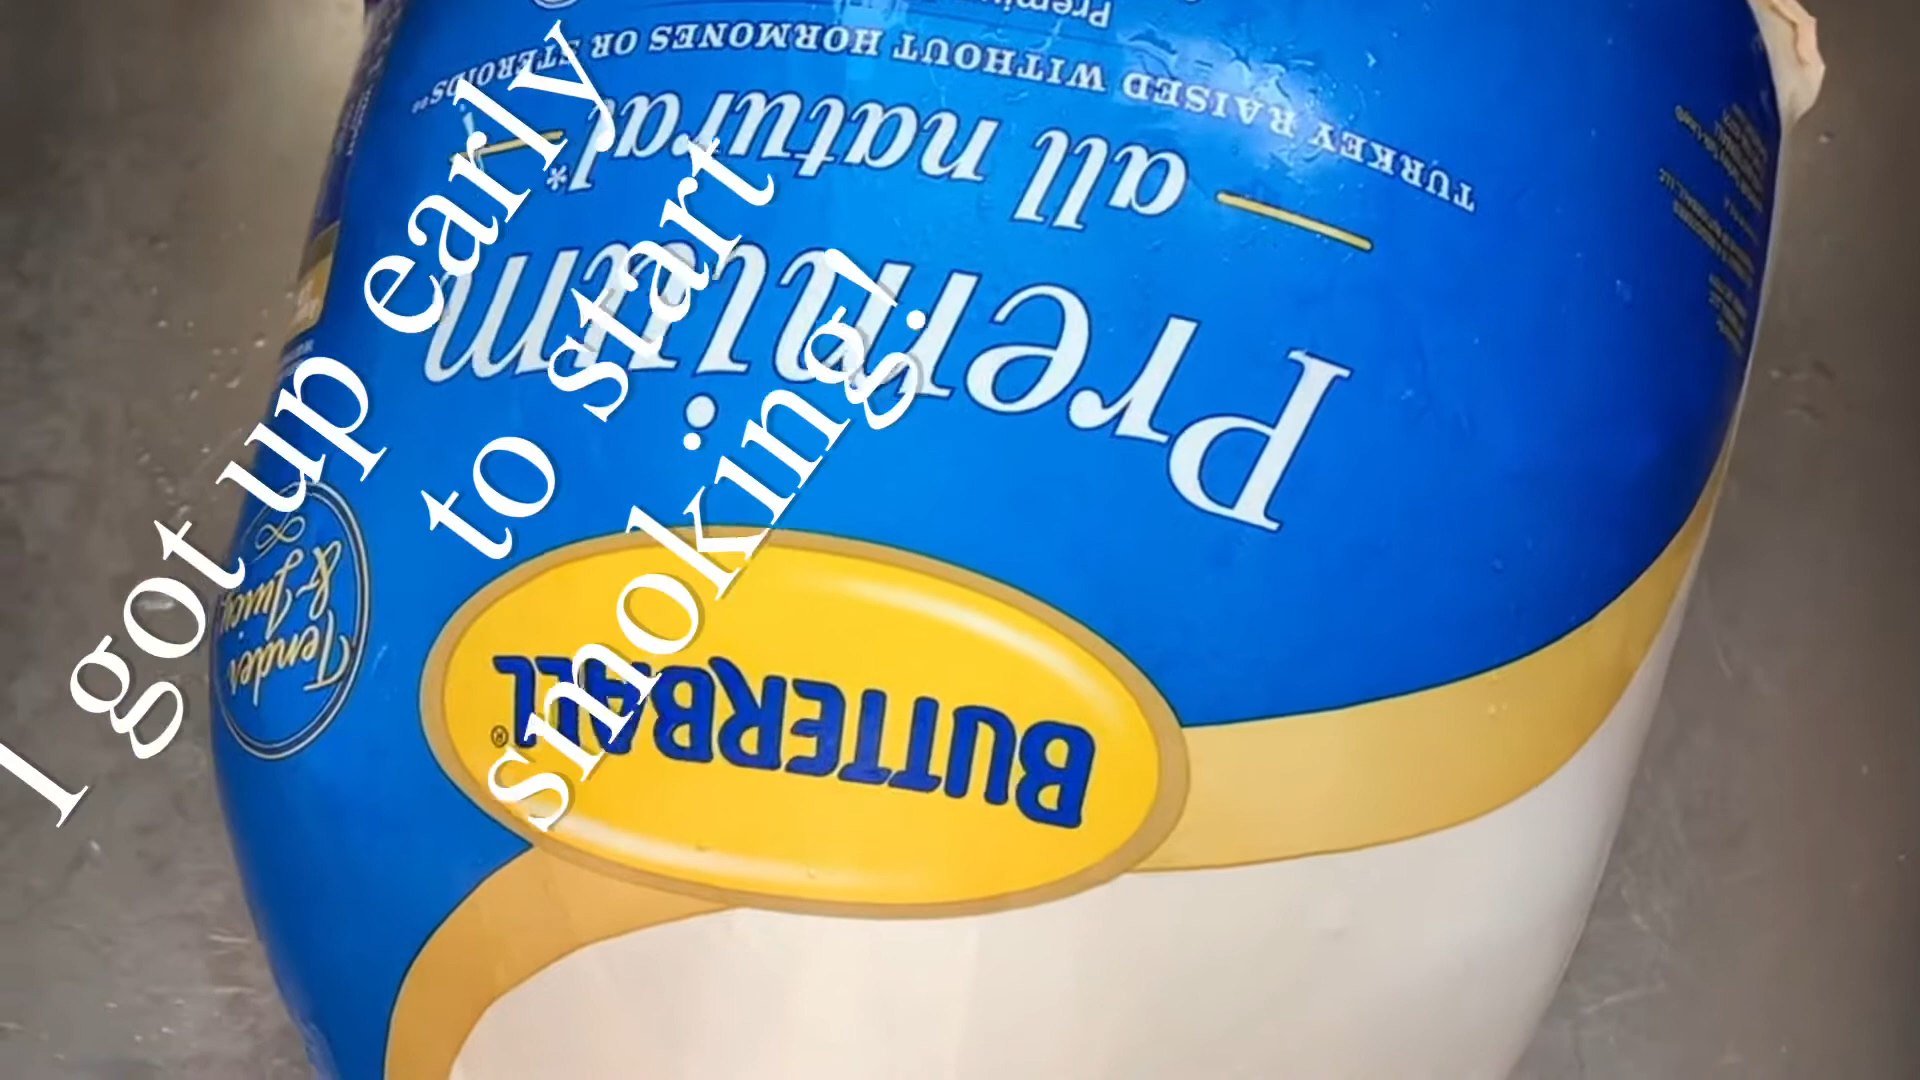 I got up early
to start
smoking!
BUTTERBALL®
Premium
all natural*
TURKEY RAISED WITHOUT HORMONES OR STEROIDS
Tender
& Juicy